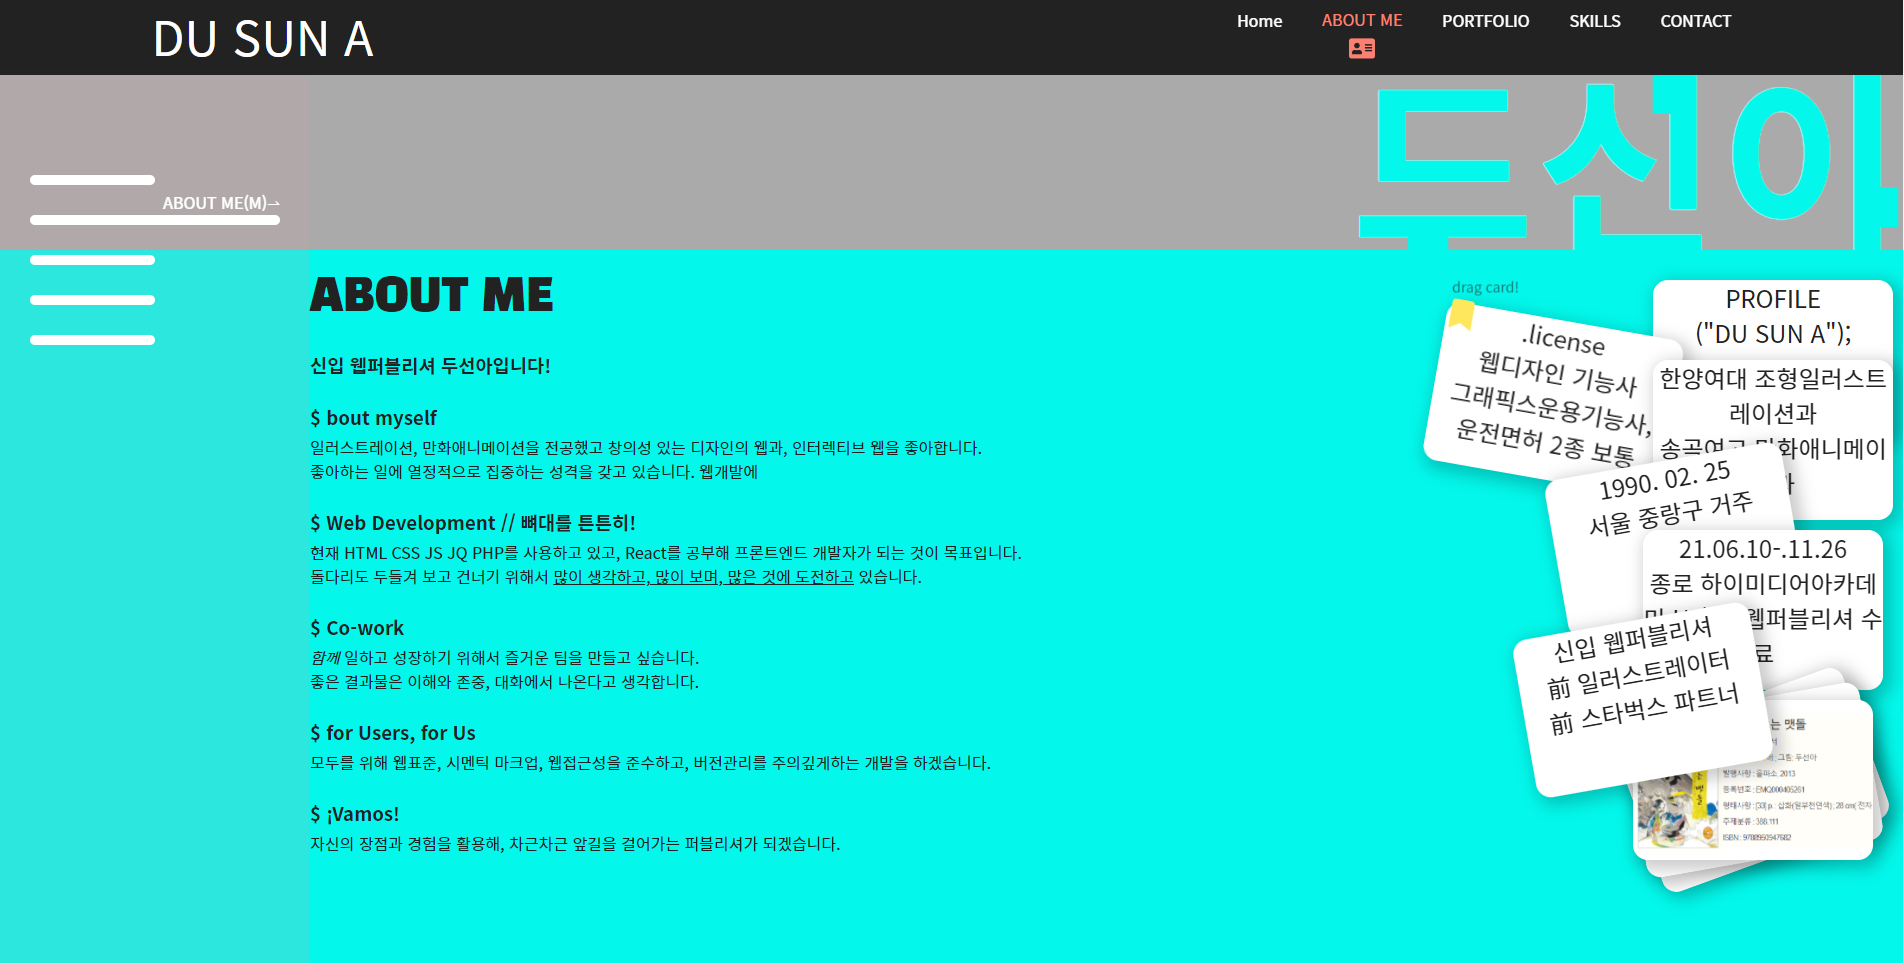 DU SUN A
Home
ABOUT ME
PORTFOLIO
SKILLS
CONTACT
두선아
ABOUT ME(M)⇀
ABOUT ME
신입 웹퍼블리셔 두선아입니다!
$ bout myself
일러스트레이션, 만화애니메이션을 전공했고 창의성 있는 디자인의 웹과, 인터렉티브 웹을 좋아합니다.
좋아하는 일에 열정적으로 집중하는 성격을 갖고 있습니다. 웹개발에
$ Web Development // 뼈대를 튼튼히!
현재 HTML CSS JS JQ PHP를 사용하고 있고, React를 공부해 프론트엔드 개발자가 되는 것이 목표입니다.
돌다리도 두들겨 보고 건너기 위해서 많이 생각하고, 많이 보며, 많은 것에 도전하고 있습니다.
$ Co-work
함께 일하고 성장하기 위해서 즐거운 팀을 만들고 싶습니다.
좋은 결과물은 이해와 존중, 대화에서 나온다고 생각합니다.
$ for Users, for Us
모두를 위해 웹표준, 시멘틱 마크업, 웹접근성을 준수하고, 버전관리를 주의깊게하는 개발을 하겠습니다.
$ ¡Vamos!
자신의 장점과 경험을 활용해, 차근차근 앞길을 걸어가는 퍼블리셔가 되겠습니다.
drag card!
PROFILE
("DU SUN A");
.license
웹디자인 기능사
그래픽스운용기능사,
운전면허 2종 보통
한양여대 조형일러스트
레이션과
송곡여고 만화애니메이
1990. 02. 25
서울 중랑구 거주
21.06.10-.11.26
종로 하이미디어아카데
웹퍼블리셔 수
료
신입 웹퍼블리셔
前 일러스트레이터
前 스타벅스 파트너
는 맷돌
그림: 두선아
발행사항 : 을파소 2013
등록번호 : EMQ000405261
형태사항 : [33] p. : 삽화(일부천연색) ; 28 cm( 전자
주제분류 : 388.111
ISBN : 9788950947682